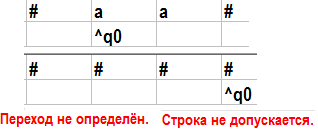 # a a #
^q0
# # # #
^q0
Переход не определён. Строка не допускается.